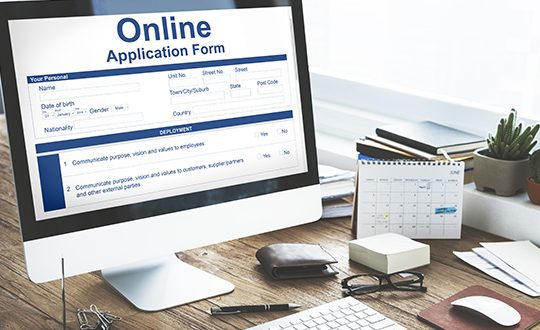 Online
Application Form
Your Personal
Name
Unit No. Street No. Street
Date of birth
Gender Male
Town/City/Suburb State Post Code
Nationality
Country
DEPLOYMENT
Yes No
1 Communicate purpose, vision and values to employees
Yes No
2 Communicate purpose, vision and values to customers, supplier/partners
and other external parties
JUNE